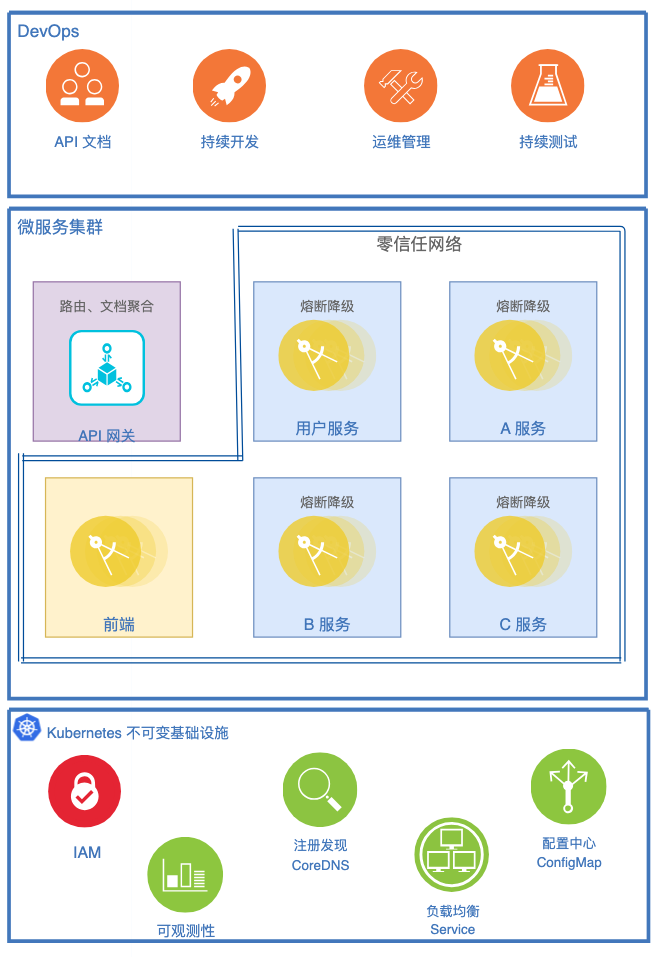 DevOps
API 文档
持续开发
运维管理
持续测试
微服务集群
零信任网络
路由、文档聚合
API 网关
熔断降级
用户服务
熔断降级
A 服务
前端
熔断降级
B 服务
熔断降级
C 服务
Kubernetes 不可变基础设施
IAM
可观测性
注册发现
CoreDNS
负载均衡
Service
配置中心
ConfigMap